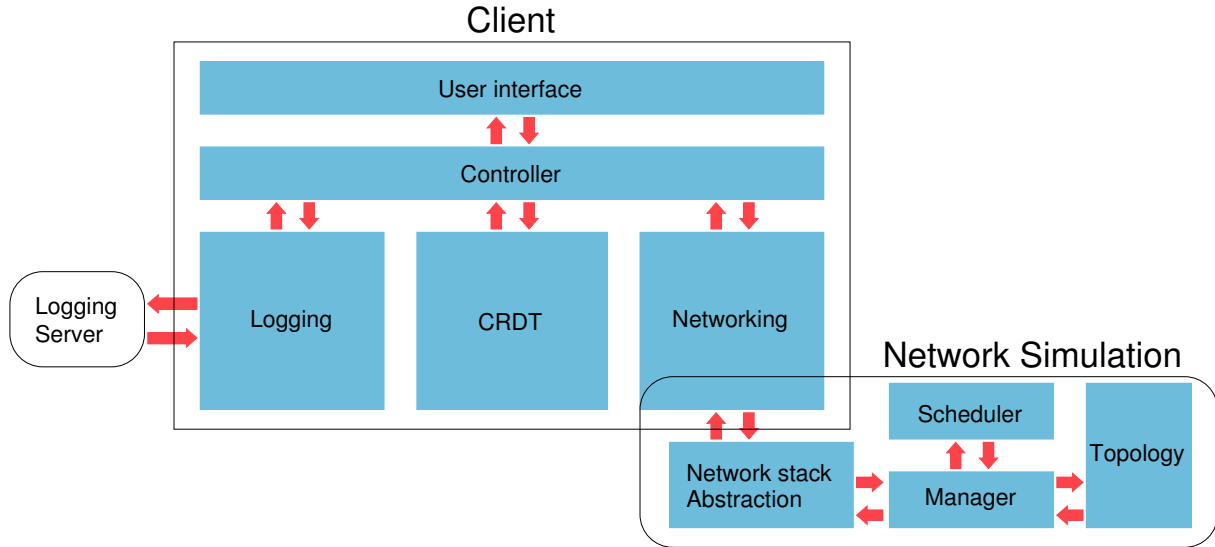 Client
User interface
Controller
Logging
Server
Logging
CRDT
Networking
Network Simulation
Scheduler
Topology
Network stack
Abstraction
Manager